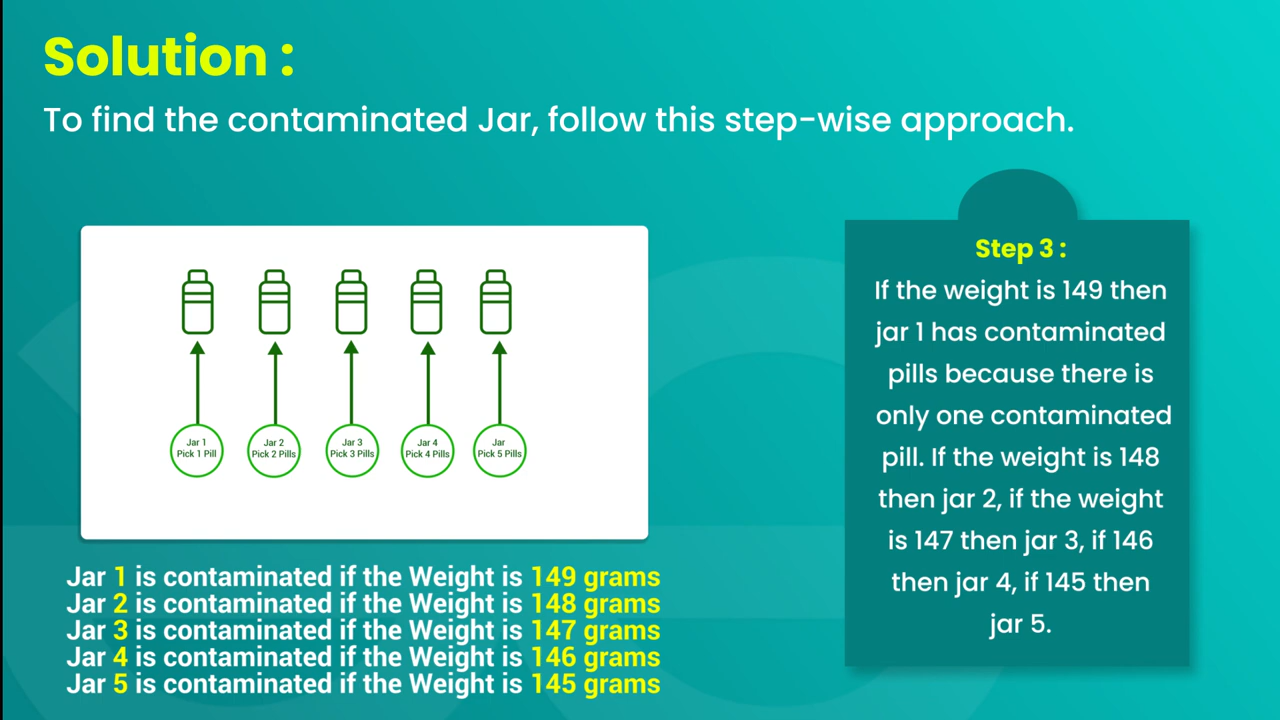 Solution :
To find the contaminated Jar, follow this step-wise approach.
Jar 1
Pick 1 Pill
Jar 2
Pick 2 Pills
Jar 3
Pick 3 Pills
Jar 4
Pick 4 Pills
Jar
Pick 5 Pills
Jar 1 is contaminated if the Weight is 149 grams
Jar 2 is contaminated if the Weight is 148 grams
Jar 3 is contaminated if the Weight is 147 grams
Jar 4 is contaminated if the Weight is 146 grams
Jar 5 is contaminated if the Weight is 145 grams
Step 3 :
If the weight is 149 then
jar 1 has contaminated
pills because there is
only one contaminated
pill. If the weight is 148
then jar 2, if the weight
is 147 then jar 3, if 146
then jar 4, if 145 then
jar 5.